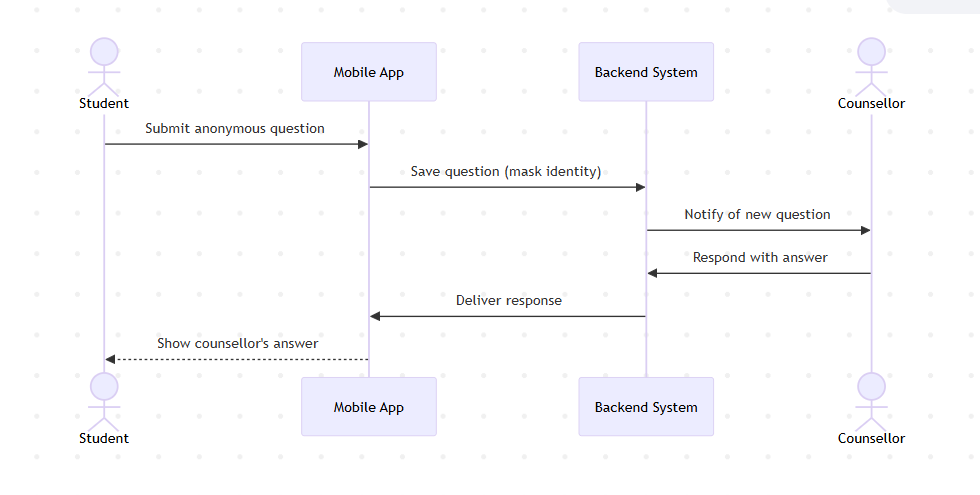 Student
Mobile App
Backend System
Counsellor
Submit anonymous question
Save question (mask identity)
Notify of new question
Respond with answer
Deliver response
Show counsellor's answer
Student
Mobile App
Backend System
Counsellor